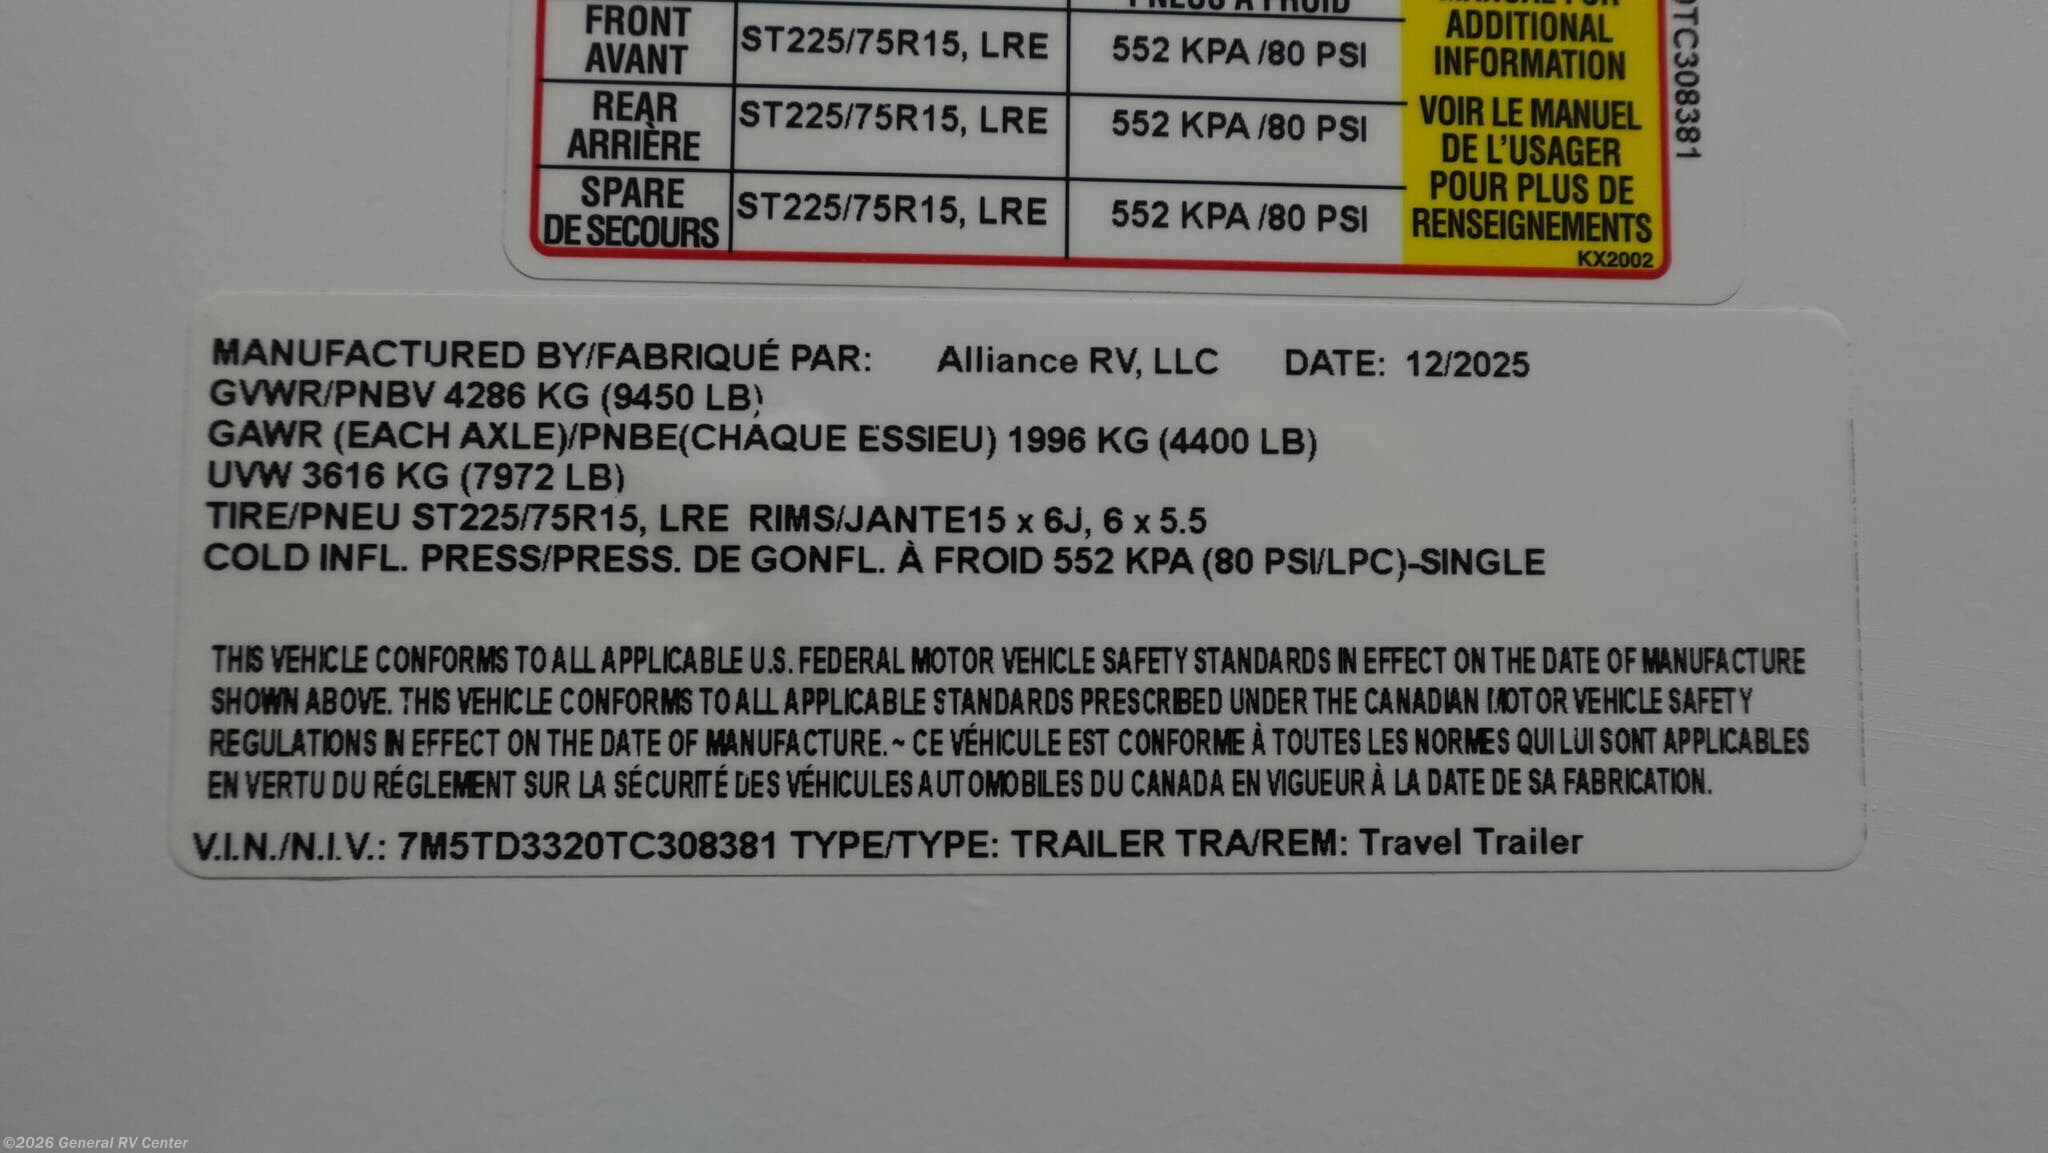 PNEUS À FROID
FRONT
AVANT
ST225/75R15, LRE
552 KPA /80 PSI
REAR
ARRIÈRE
ST225/75R15, LRE
552 KPA /80 PSI
SPARE
DE SECOURS
ST225/75R15, LRE
552 KPA /80 PSI
MANUAL FOR
ADDITIONAL
INFORMATION
VOIR LE MANUEL
DE L'USAGER
POUR PLUS DE
RENSEIGNEMENTS
KX2002
TC308381
MANUFACTURED BY/FABRIQUÉ PAR: Alliance RV, LLC DATE: 12/2025
GVWR/PNBV 4286 KG (9450 LB)
GAWR (EACH AXLE)/PNBE(CHAQUE ESSIEU) 1996 KG (4400 LB)
UVW 3616 KG (7972 LB)
TIRE/PNEU ST225/75R15, LRE RIMS/JANTE15 x 6J, 6 x 5.5
COLD INFL. PRESS/PRESS. DE GONFL. À FROID 552 KPA (80 PSI/LPC)-SINGLE
THIS VEHICLE CONFORMS TO ALL APPLICABLE U.S. FEDERAL MOTOR VEHICLE SAFETY STANDARDS IN EFFECT ON THE DATE OF MANUFACTURE
SHOWN ABOVE. THIS VEHICLE CONFORMS TO ALL APPLICABLE STANDARDS PRESCRIBED UNDER THE CANADIAN MOTOR VEHICLE SAFETY
REGULATIONS IN EFFECT ON THE DATE OF MANUFACTURE. ~ CE VÉHICULE EST CONFORME À TOUTES LES NORMES QUI LUI SONT APPLICABLES
EN VERTU DU RÉGLEMENT SUR LA SÉCURITÉ DES VÉHICULES AUTOMOBILES DU CANADA EN VIGUEUR À LA DATE DE SA FABRICATION.
V.I.N./N.I.V.: 7M5TD3320TC308381 TYPE/TYPE: TRAILER TRA/REM: Travel Trailer
©2026 General RV Center